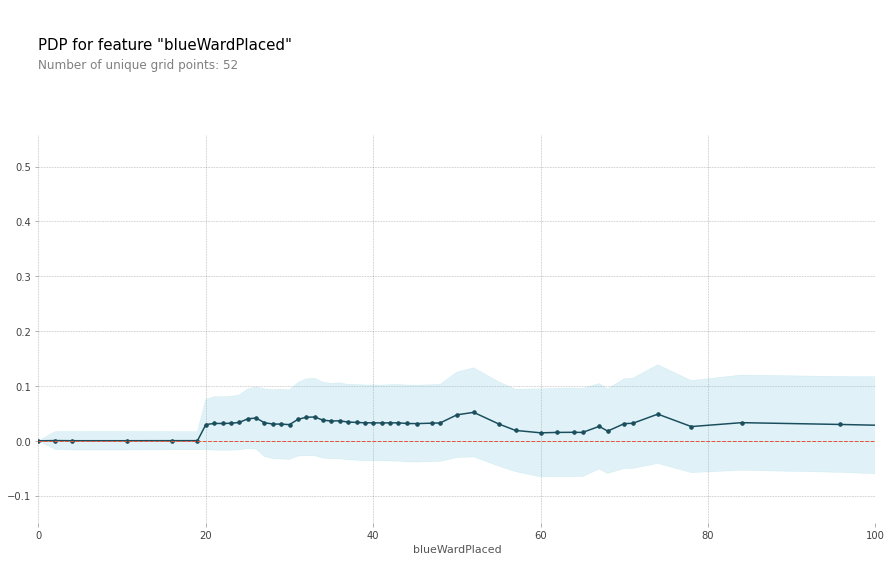 PDP for feature "blueWardPlaced"
Number of unique grid points: 52
0.5
0.4
0.3
0.2
0.1
0.0
−0.1
0 20 40 60 80 100
blueWardPlaced